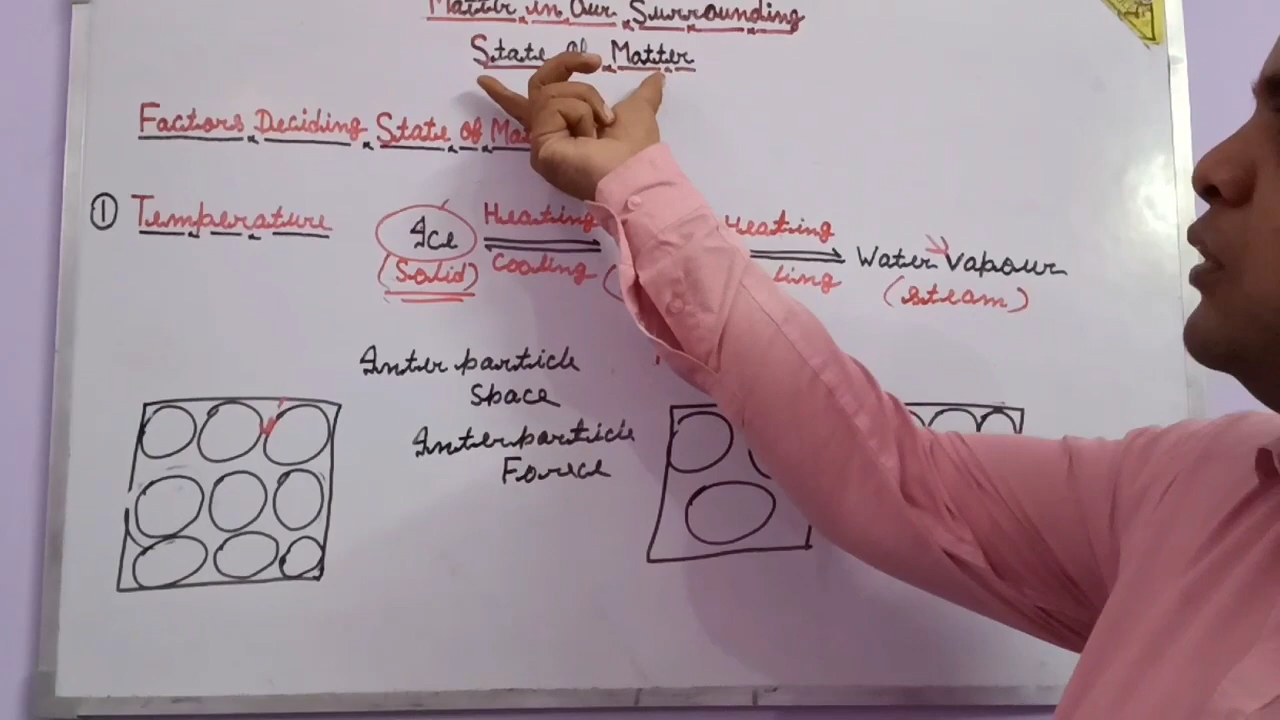 Matter in Our Surrounding
State of Matter
Factors Deciding State of
① Temperature
Ice
(Solid)
Heating
Cooling
Heating
Water Vapour
(steam)
Inter particle
Space
Interparticle
Force